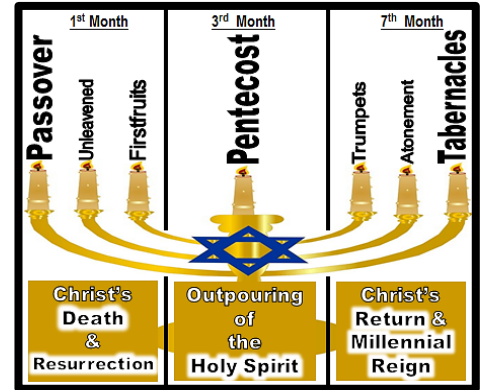 1st Month
3rd Month
7th Month
Passover
Unleavened
Firstfruits
Pentecost
Trumpets
Atonement
Tabernacles
Christ's
Death
&
Resurrection
Outpouring
of
the
Holy Spirit
Christ's
Return &
Millennial
Reign